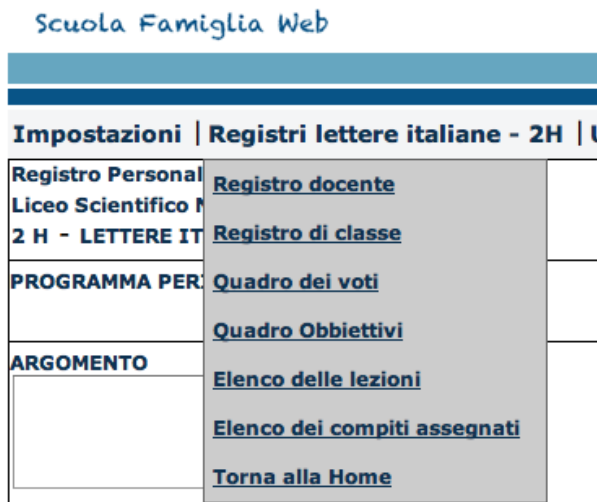 Scuola Famiglia Web
Impostazioni | Registri lettere italiane - 2H |
Registro Personal
Liceo Scientifico
2 H - LETTERE IT
PROGRAMMA PER
ARGOMENTO
Registro docente
Registro di classe
Quadro dei voti
Quadro Obbiettivi
Elenco delle lezioni
Elenco dei compiti assegnati
Torna alla Home